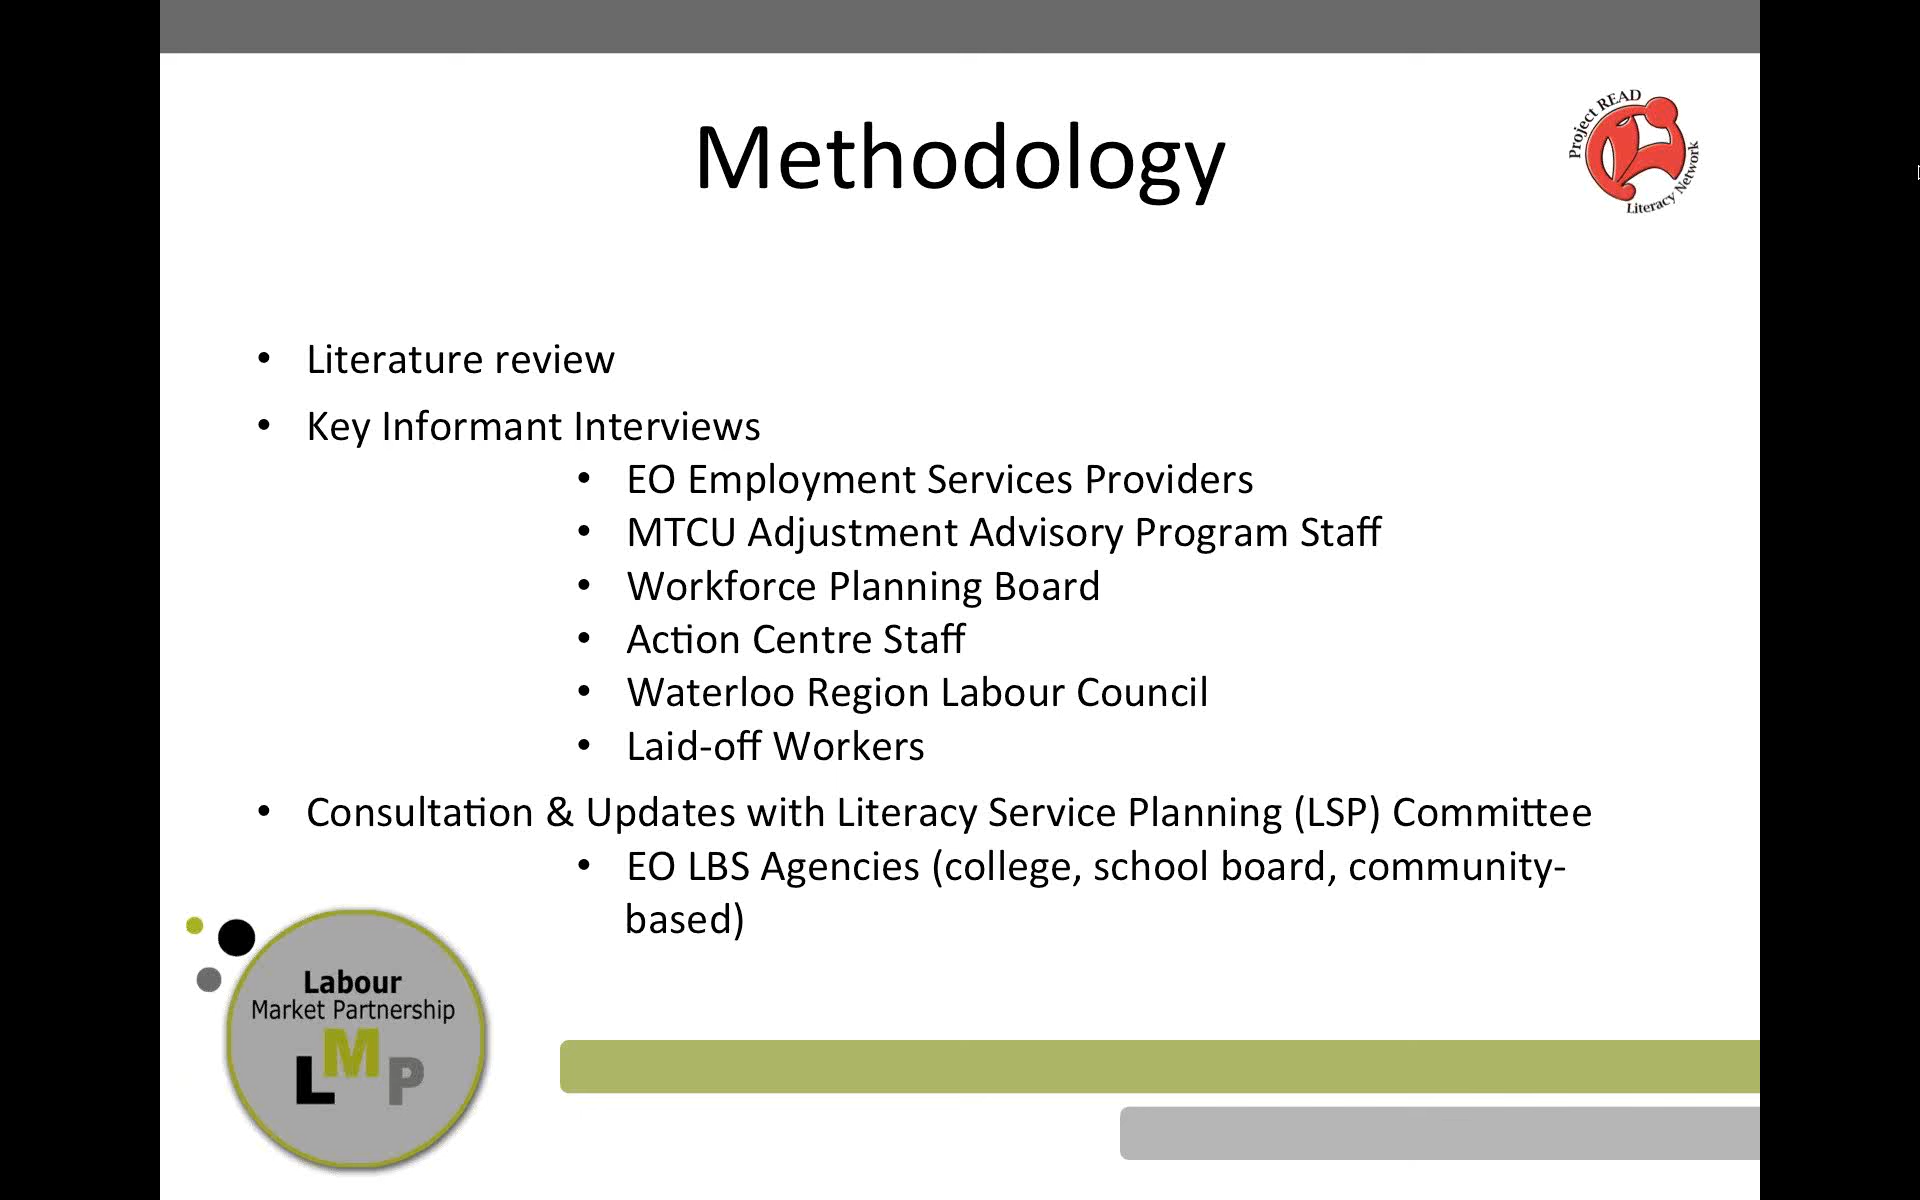 Methodology
Project READ
Literacy Network
• Literature review
• Key Informant Interviews
• EO Employment Services Providers
• MTCU Adjustment Advisory Program Staff
• Workforce Planning Board
• Action Centre Staff
• Waterloo Region Labour Council
• Laid-off Workers
• Consultation & Updates with Literacy Service Planning (LSP) Committee
• EO LBS Agencies (college, school board, community-
based)
Labour
Market Partnership
LMP